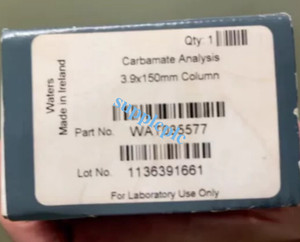 Qty: 1
Waters
Made in Ireland
Carbamate Analysis
3.9x150mm Column
Part No.
Lot No. 1136391661
For Laboratory Use Only